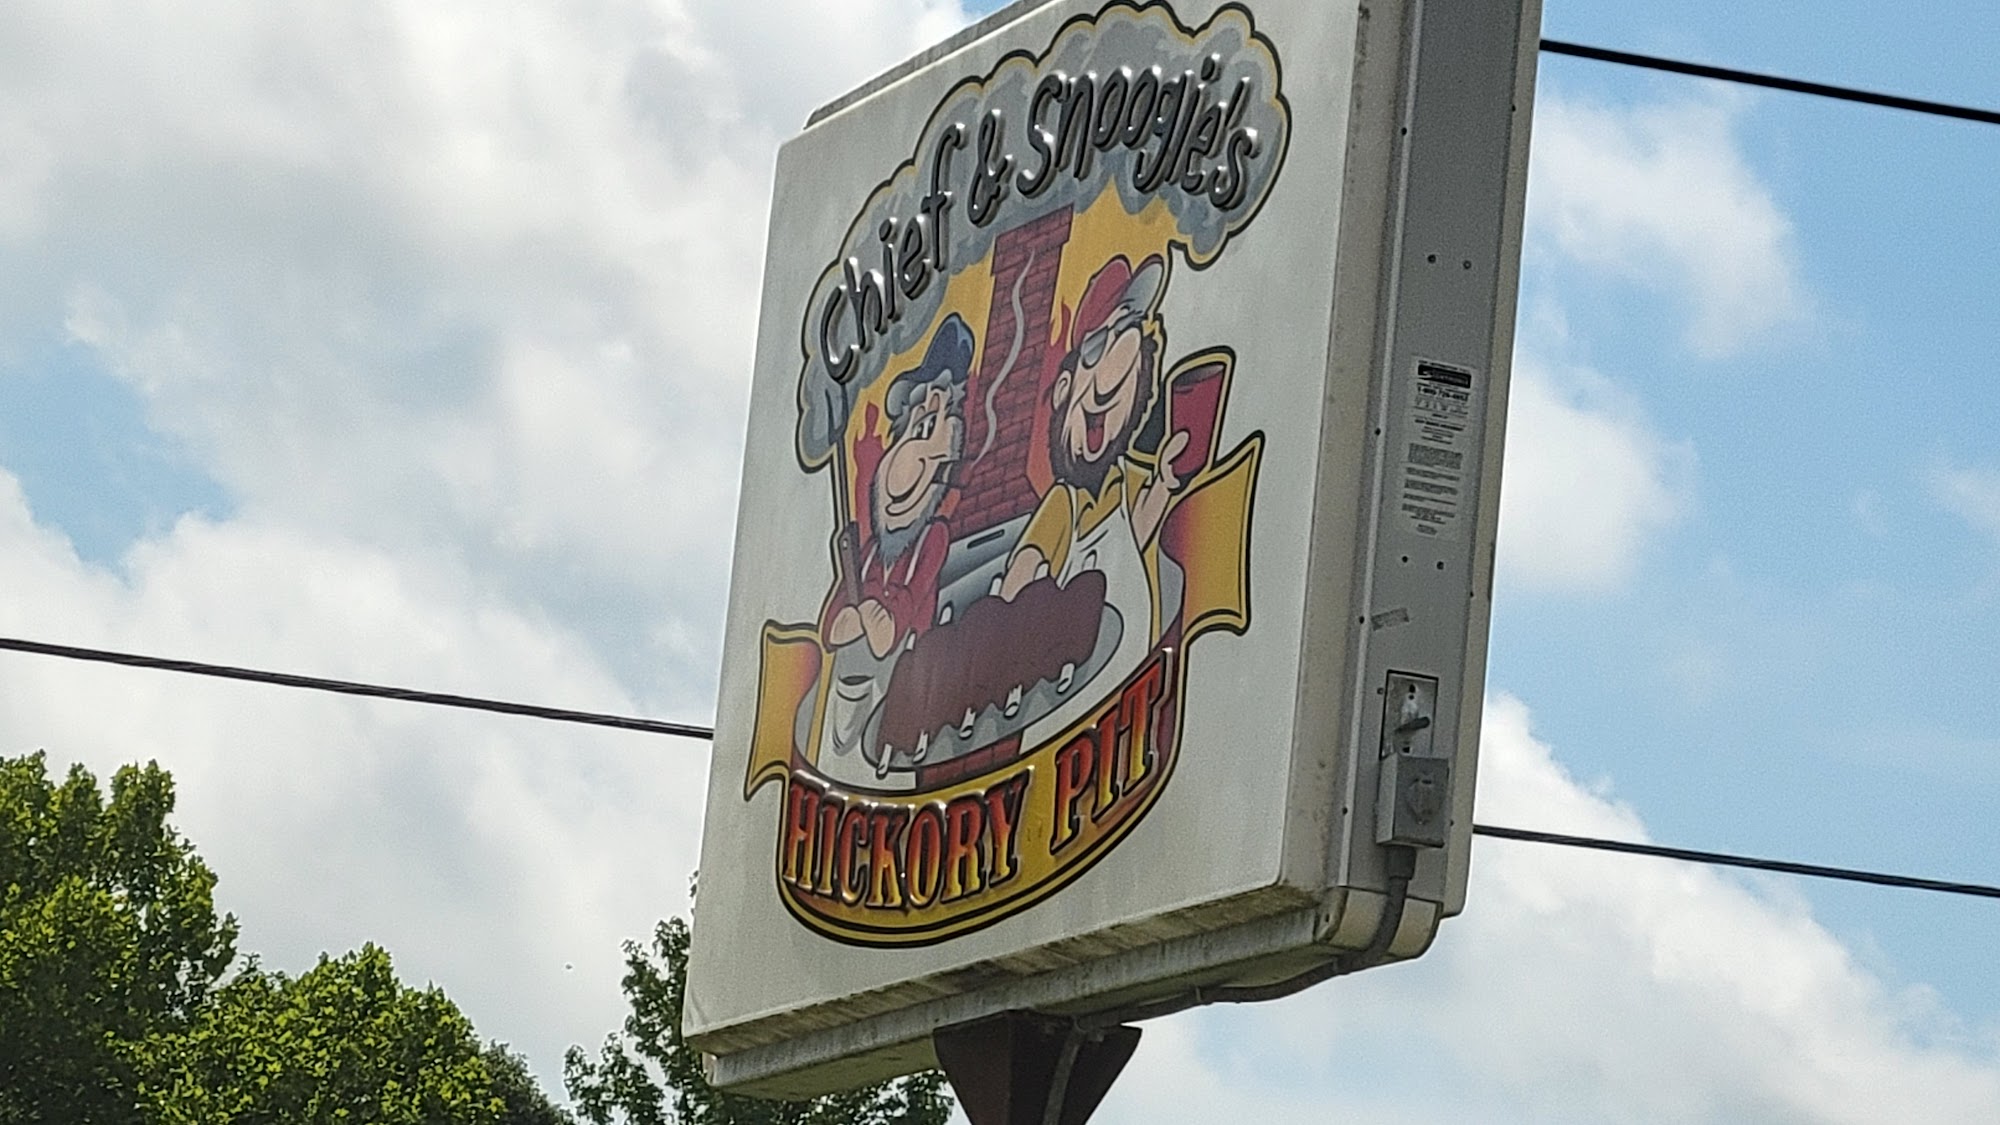 Chief & Snoogie's
HICKORY PIT